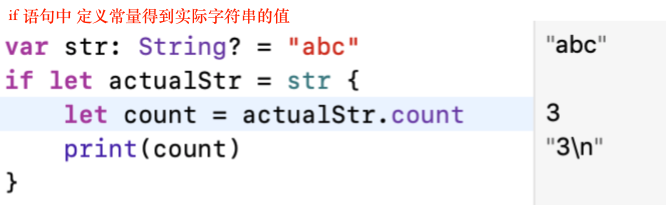 if 语句中 定义常量得到实际字符串的值
var str: String? = "abc"
"abc"
if let actualStr = str {
let count = actualStr.count
3
print(count)
"3\n"
}